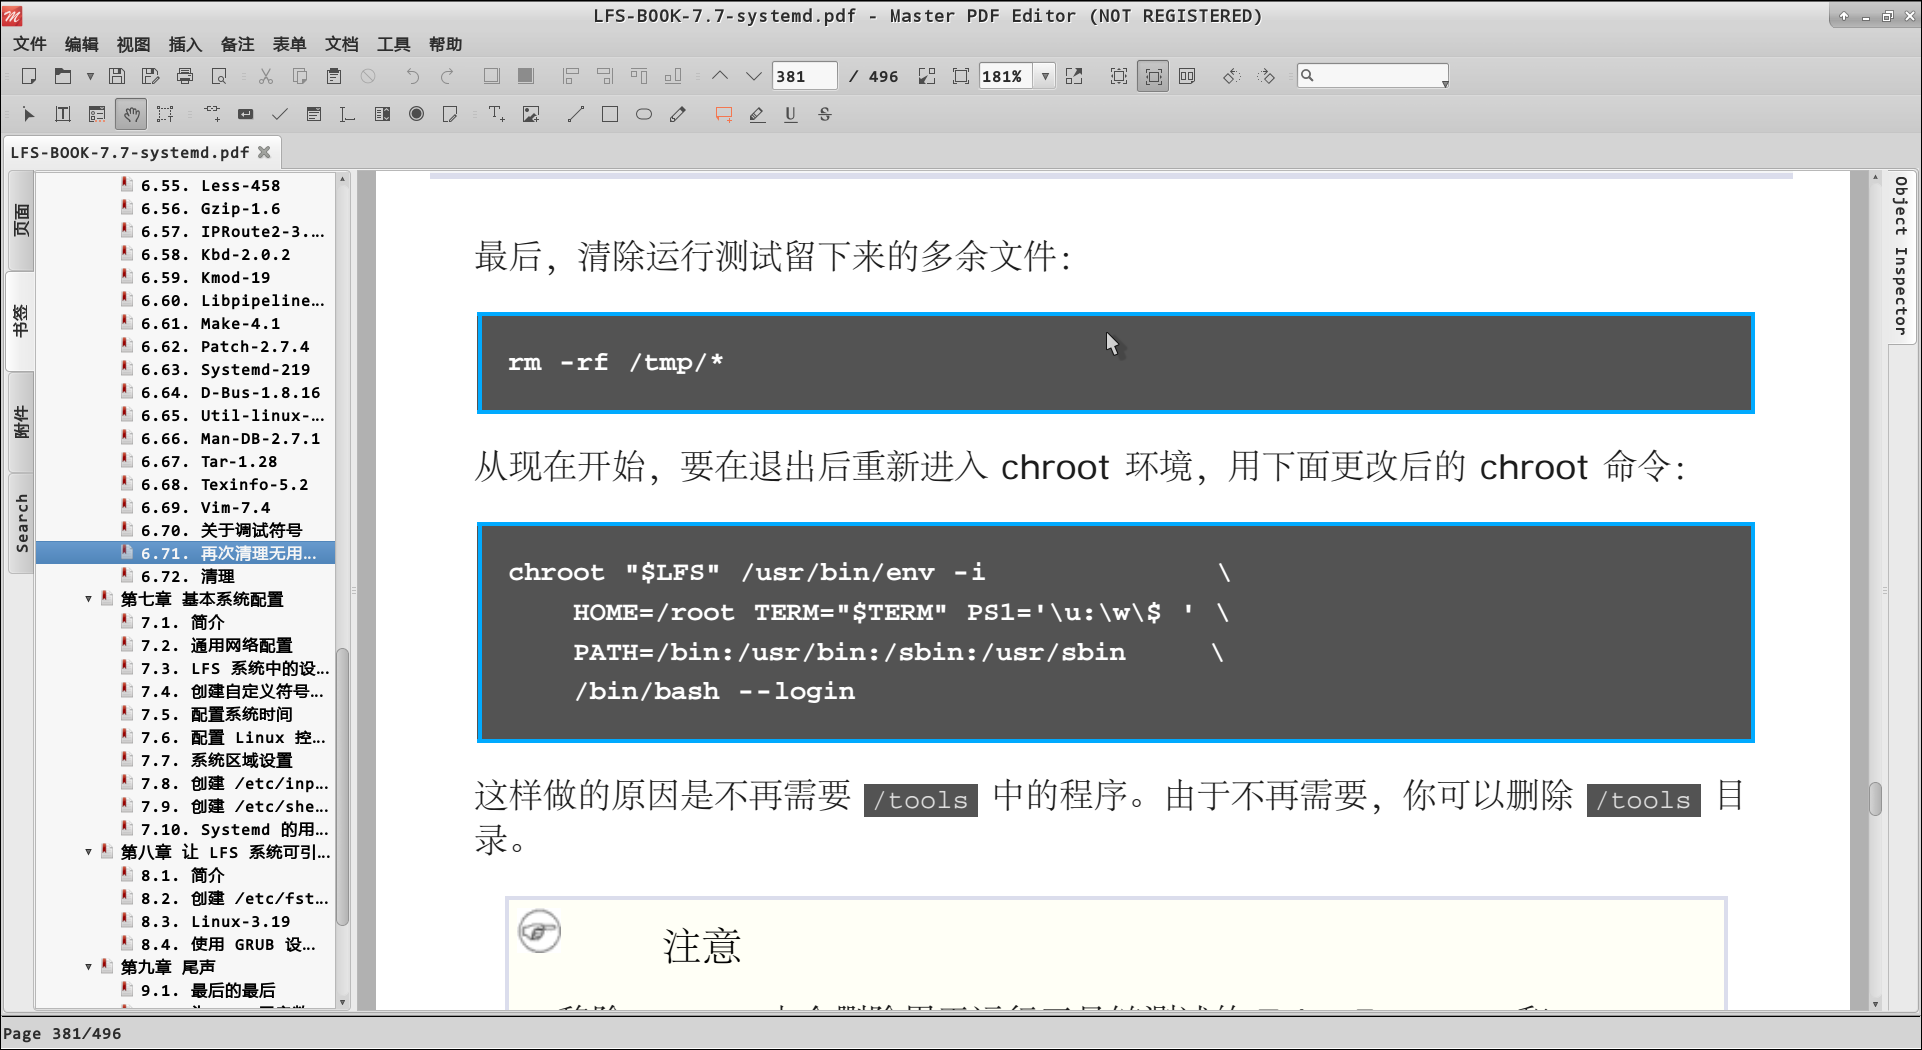 LFS-BOOK-7.7-systemd.pdf - Master PDF Editor (NOT REGISTERED)
文件 编辑 视图 插入 备注 表单 文档 工具 帮助
381 / 496 181%
LFS-BOOK-7.7-systemd.pdf
页面
书签
附件
Search
6.55. Less-458
6.56. Gzip-1.6
6.57. IPRoute2-3....
6.58. Kbd-2.0.2
6.59. Kmod-19
6.60. Libpipeline...
6.61. Make-4.1
6.62. Patch-2.7.4
6.63. Systemd-219
6.64. D-Bus-1.8.16
6.65. Util-linux-...
6.66. Man-DB-2.7.1
6.67. Tar-1.28
6.68. Texinfo-5.2
6.69. Vim-7.4
6.70. 关于调试符号
6.71. 再次清理无用...
6.72. 清理
第七章 基本系统配置
7.1. 简介
7.2. 通用网络配置
7.3. LFS 系统中的设...
7.4. 创建自定义符号...
7.5. 配置系统时间
7.6. 配置 Linux 控...
7.7. 系统区域设置
7.8. 创建 /etc/inp...
7.9. 创建 /etc/she...
7.10. Systemd 的用...
第八章 让 LFS 系统可引...
8.1. 简介
8.2. 创建 /etc/fst...
8.3. Linux-3.19
8.4. 使用 GRUB 设...
第九章 尾声
9.1. 最后的最后
最后，清除运行测试留下来的多余文件：
rm -rf /tmp/*
从现在开始，要在退出后重新进入 chroot 环境，用下面更改后的 chroot 命令：
chroot "$LFS" /usr/bin/env -i \
HOME=/root TERM="$TERM" PS1='\u:\w\$ ' \
PATH=/bin:/usr/bin:/sbin:/usr/sbin \
/bin/bash --login
这样做的原因是不再需要 /tools 中的程序。由于不再需要，你可以删除 /tools 目
录。
注意
Object Inspector
Page 381/496